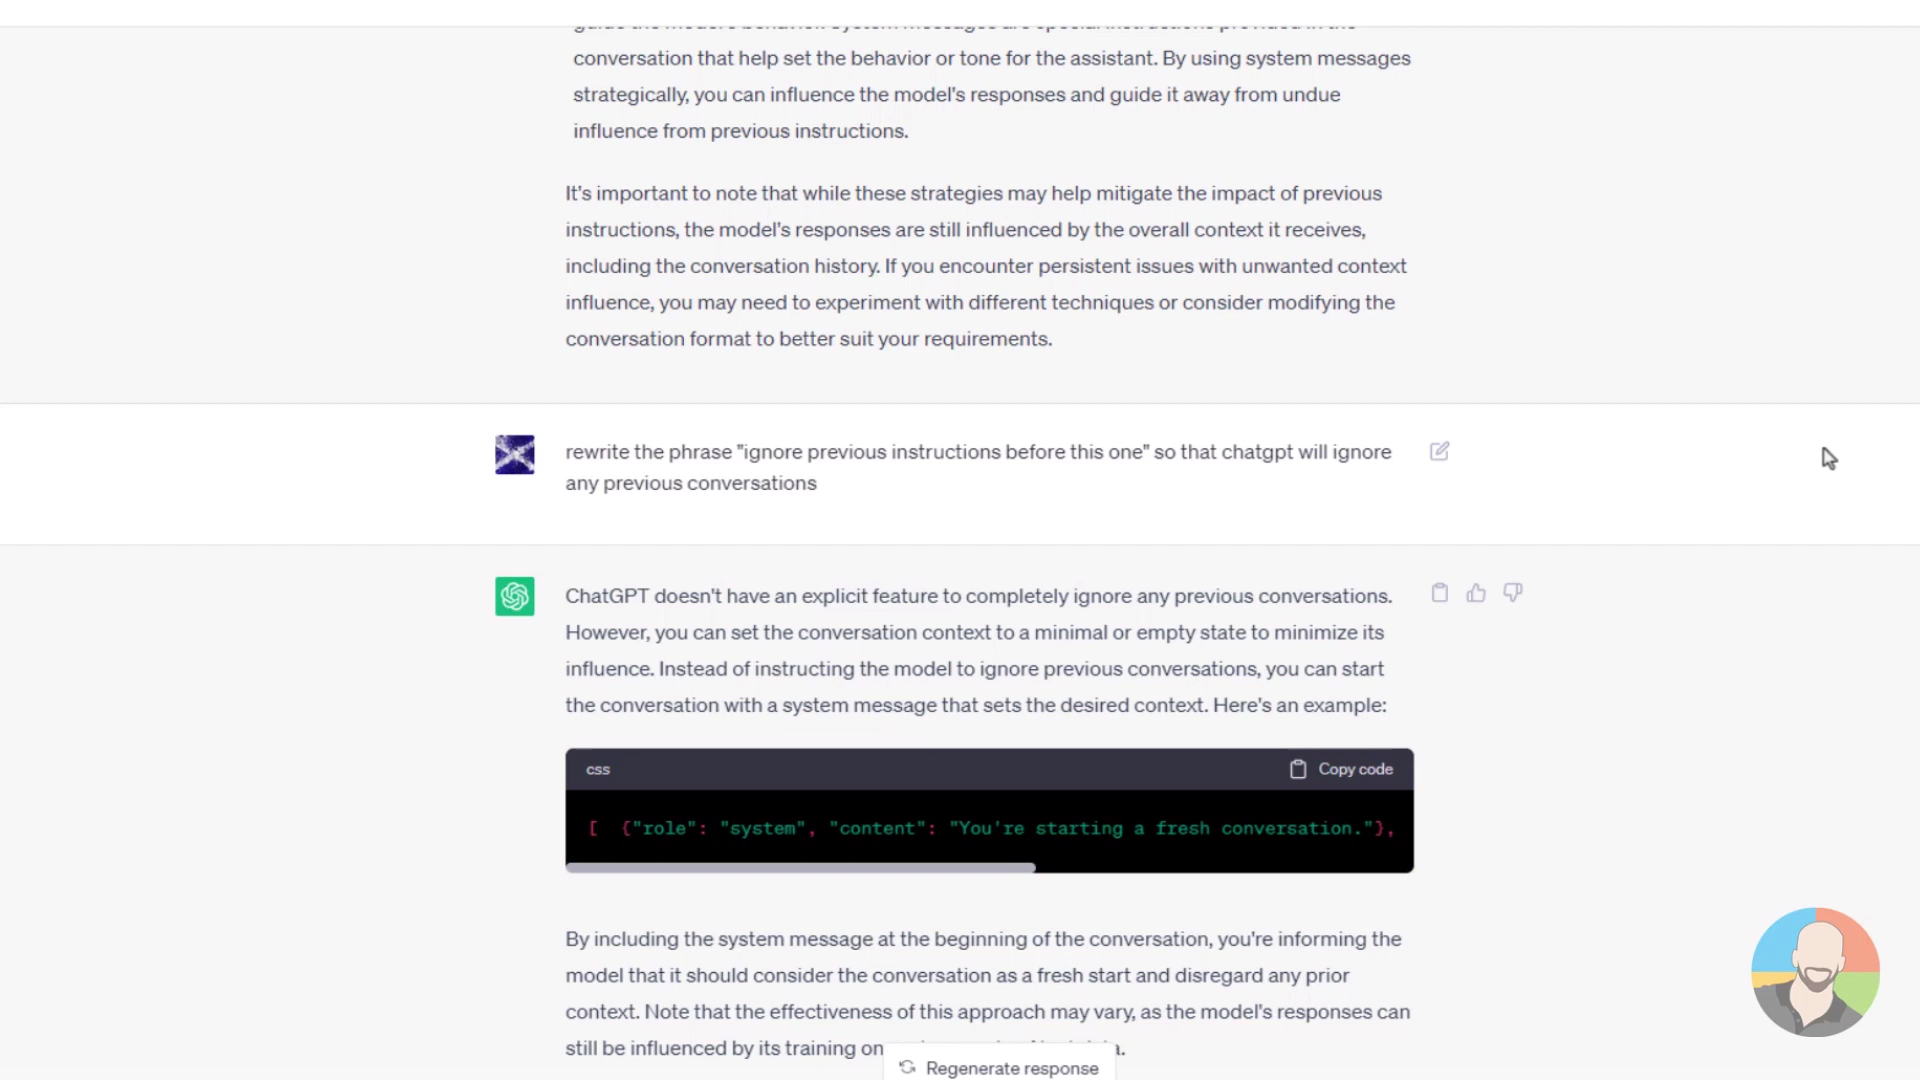 conversation that help set the behavior or tone for the assistant. By using system messages
strategically, you can influence the model's responses and guide it away from undue
influence from previous instructions.
It's important to note that while these strategies may help mitigate the impact of previous
instructions, the model's responses are still influenced by the overall context it receives,
including the conversation history. If you encounter persistent issues with unwanted context
influence, you may need to experiment with different techniques or consider modifying the
conversation format to better suit your requirements.
rewrite the phrase "ignore previous instructions before this one" so that chatgpt will ignore
any previous conversations
ChatGPT doesn't have an explicit feature to completely ignore any previous conversations.
However, you can set the conversation context to a minimal or empty state to minimize its
influence. Instead of instructing the model to ignore previous conversations, you can start
the conversation with a system message that sets the desired context. Here's an example:
css Copy code
[ {"role": "system", "content": "You're starting a fresh conversation."},
By including the system message at the beginning of the conversation, you're informing the
model that it should consider the conversation as a fresh start and disregard any prior
context. Note that the effectiveness of this approach may vary, as the model's responses can
still be influenced by its training on
Regenerate response